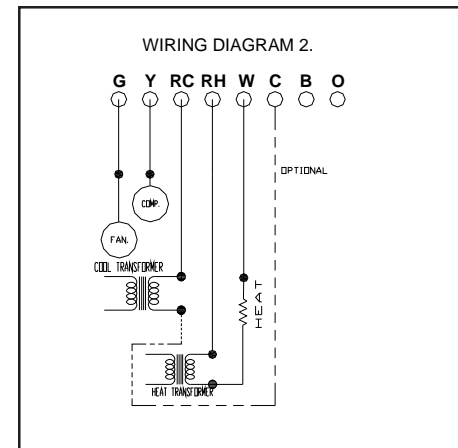 WIRING DIAGRAM 2.
G Y RC RH W C B O
OPTIONAL
COMP.
FAN.
COOL TRANSFORMER
HEAT
HEAT TRANSFORMER